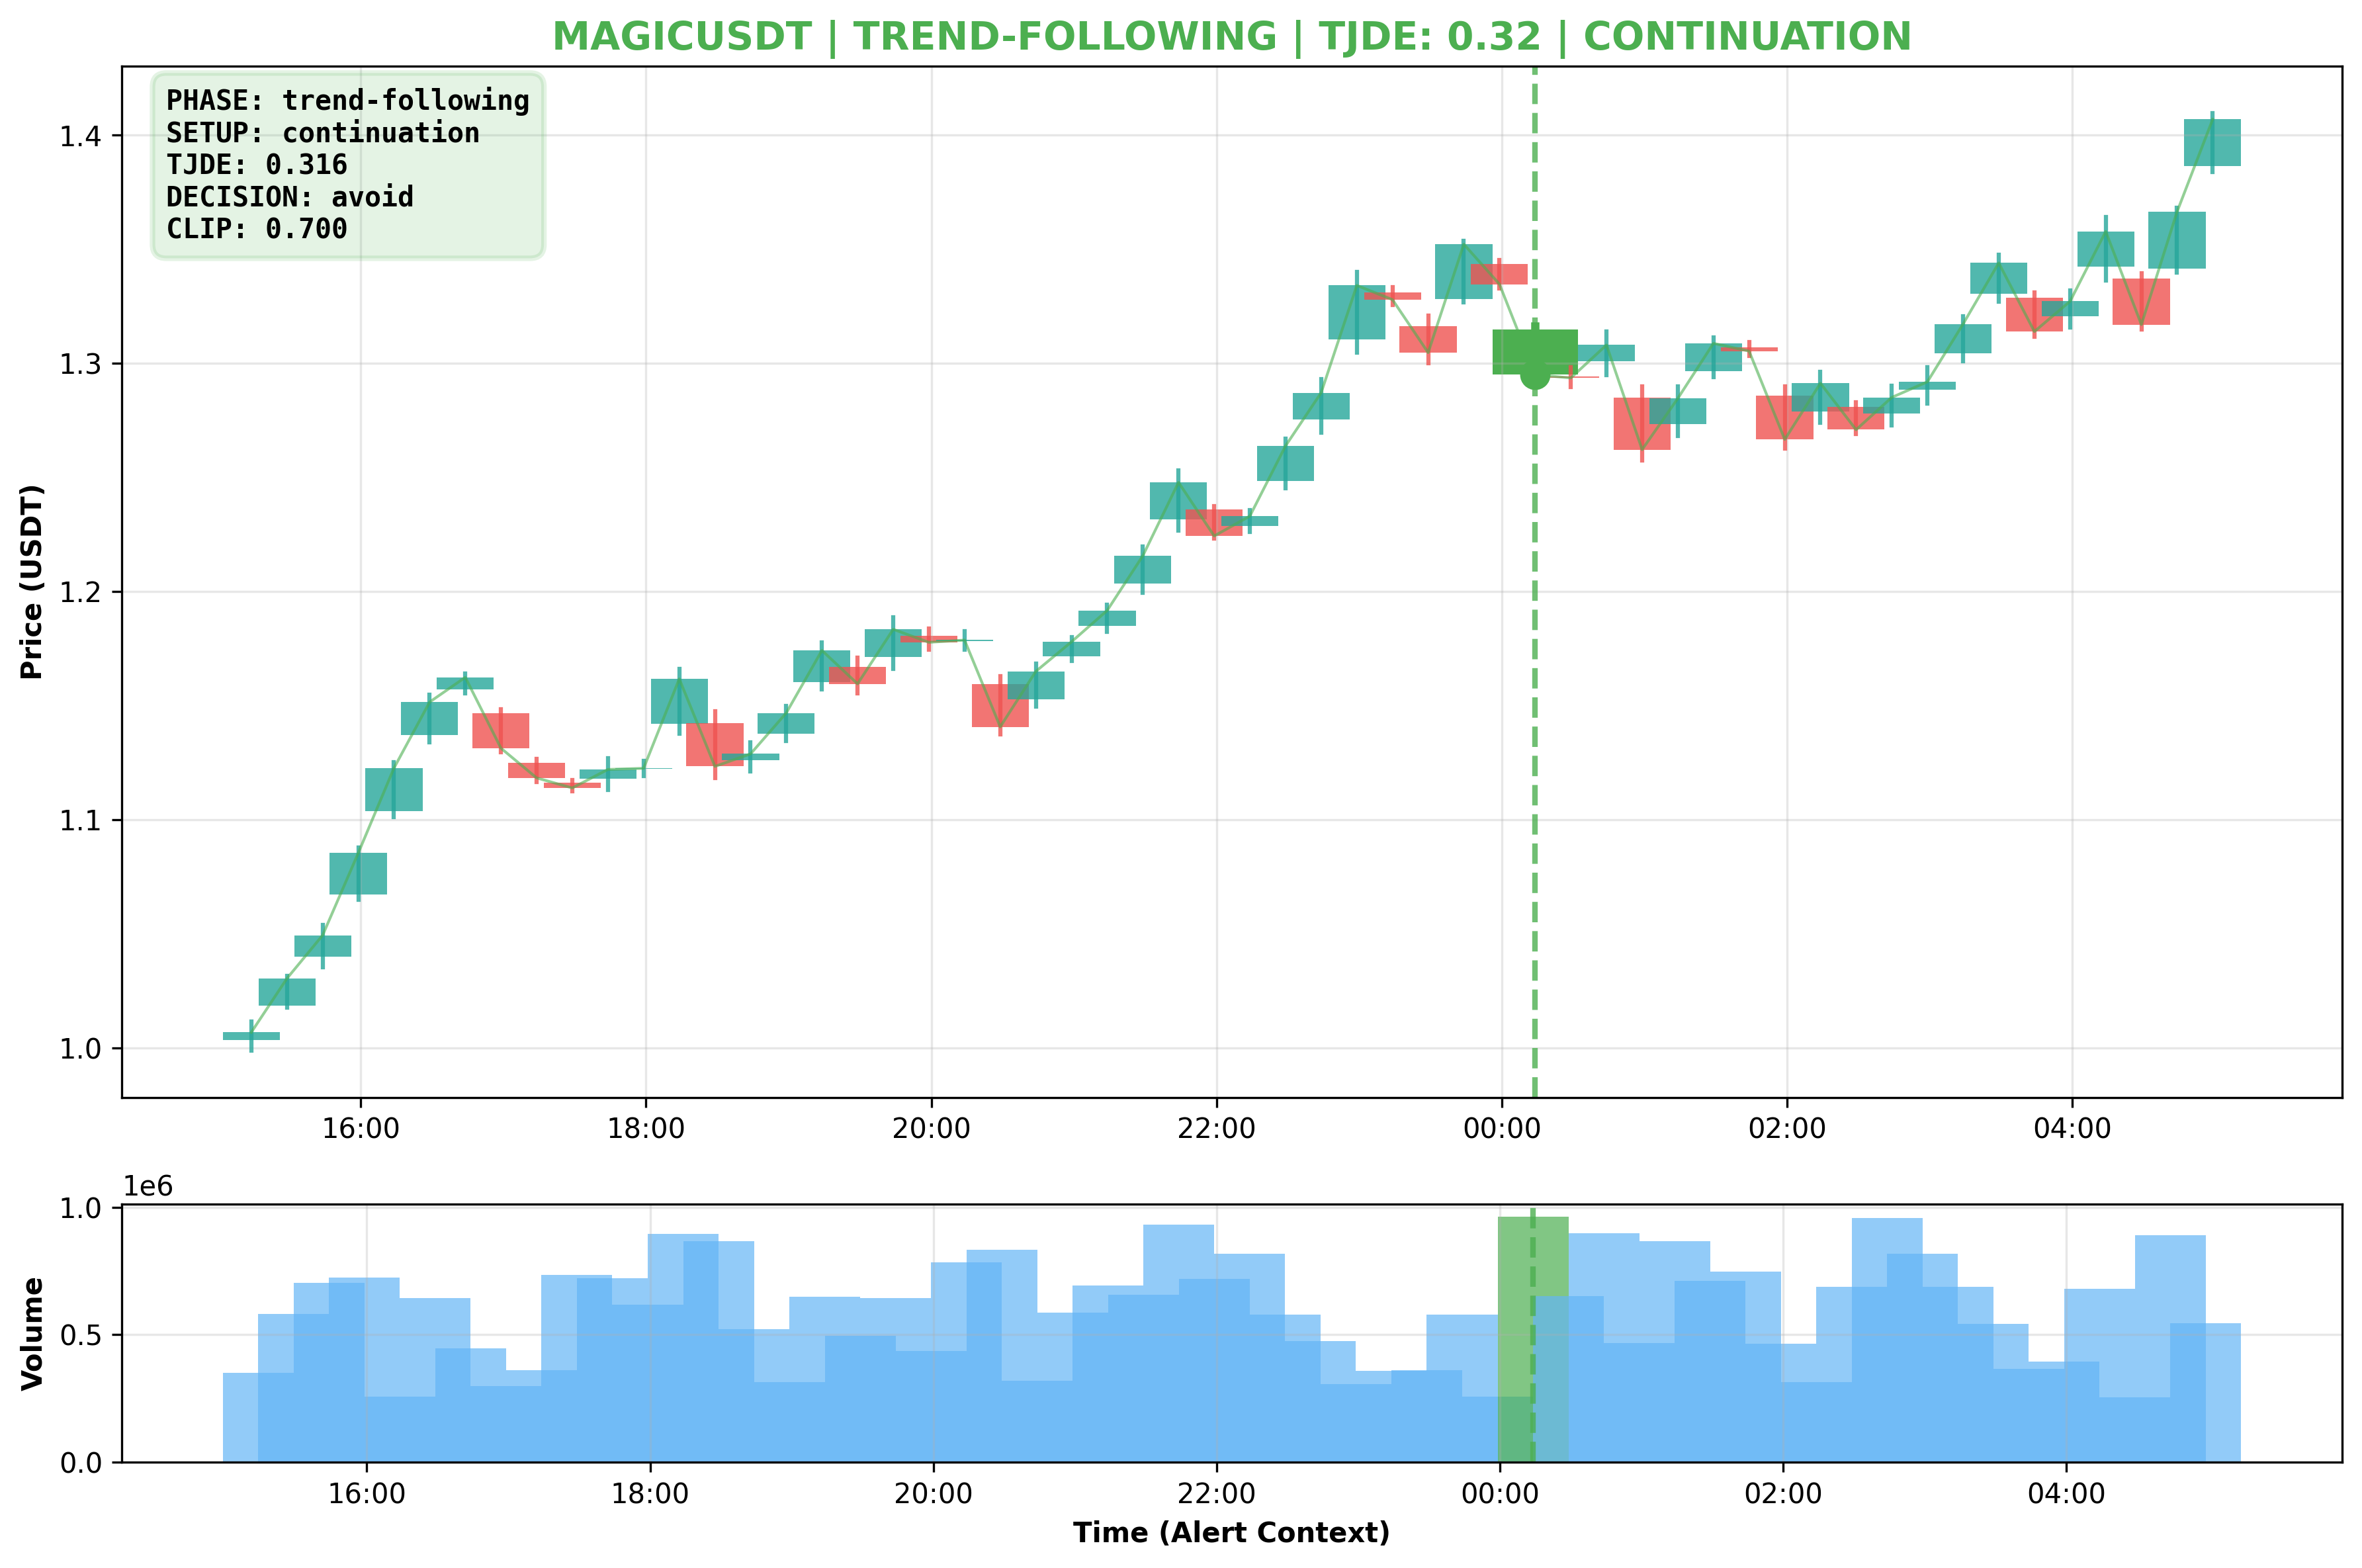 MAGICUSDT | TREND-FOLLOWING | TJDE: 0.32 | CONTINUATION
PHASE: trend-following
SETUP: continuation
TJDE: 0.316
DECISION: avoid
CLIP: 0.700
Price (USDT)
1.4
1.3
1.2
1.1
1.0
16:00 18:00 20:00 22:00 00:00 02:00 04:00
1e6
Volume
1.0
0.5
0.0
16:00 18:00 20:00 22:00 00:00 02:00 04:00
Time (Alert Context)